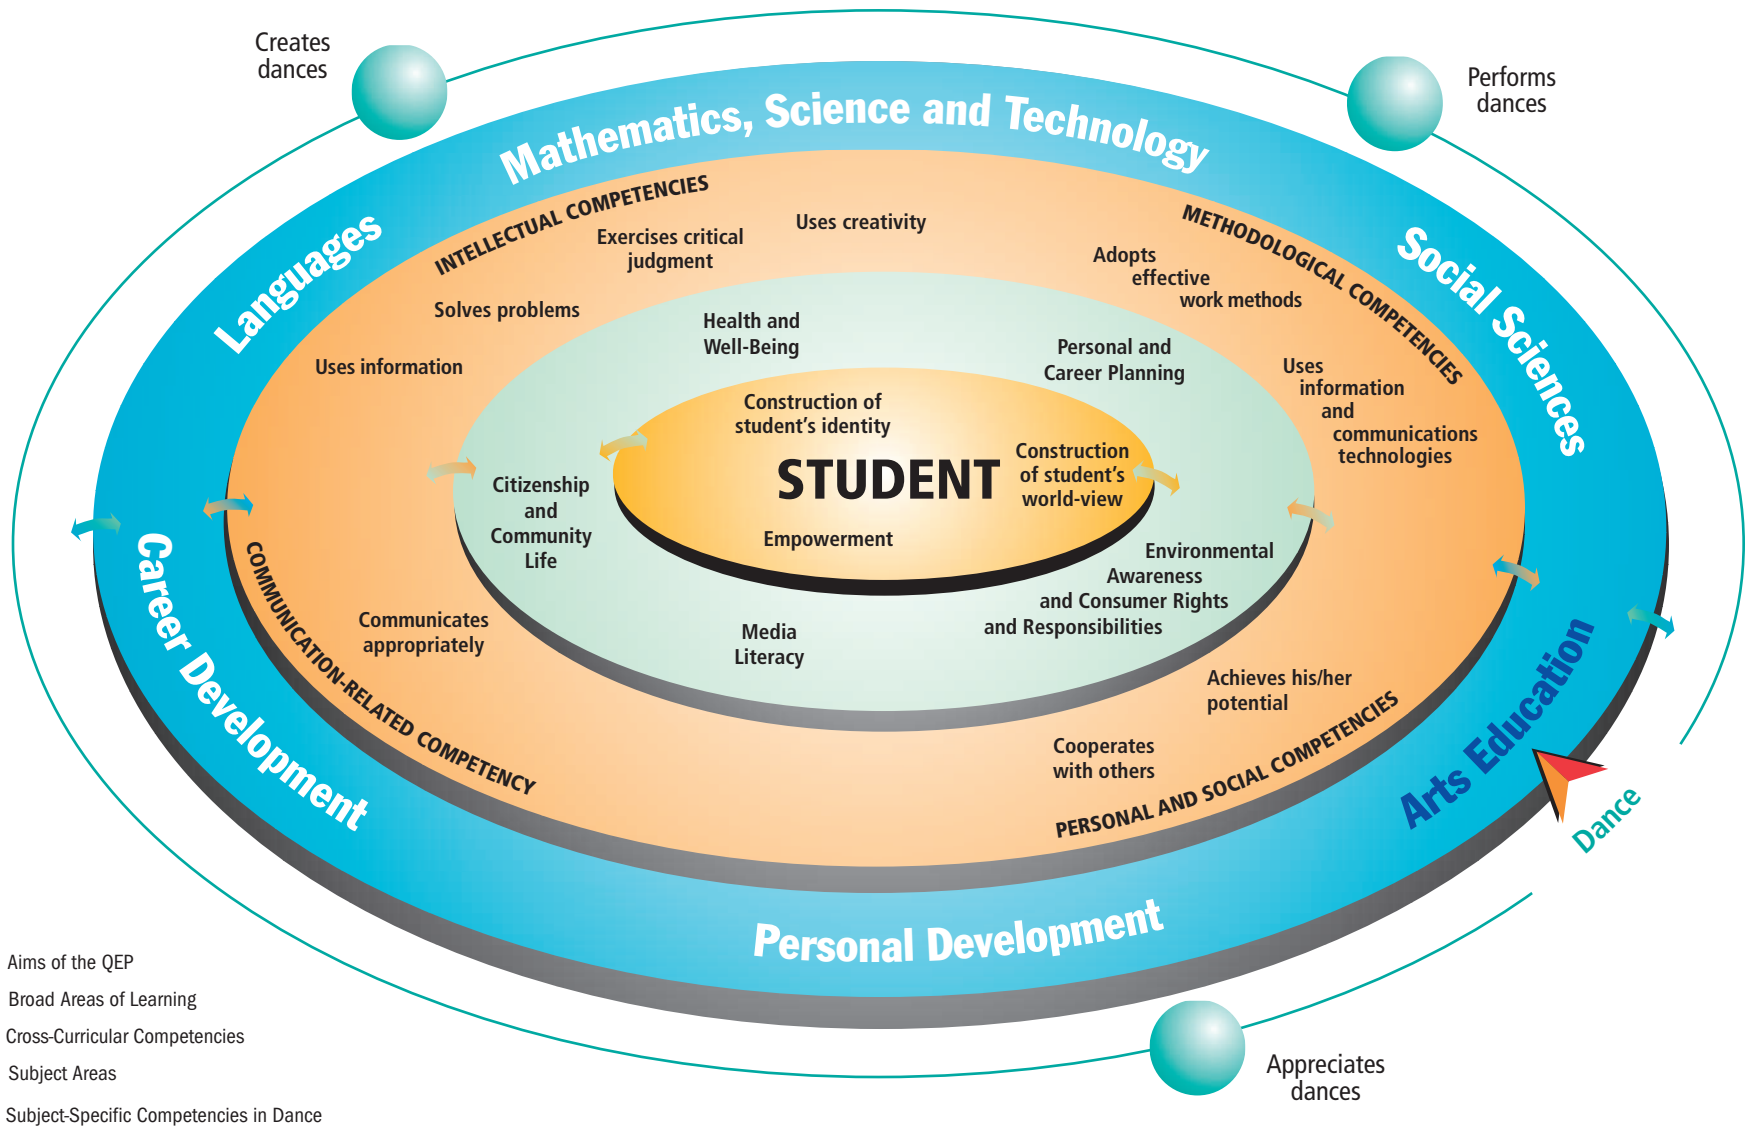 Creates
dances
Performs
dances
Mathematics, Science and Technology
Languages
Social Sciences
INTELLECTUAL COMPETENCIES
METHODOLOGICAL COMPETENCIES
Uses creativity
Exercises critical
judgment
Adopts
effective
work methods
Solves problems
Uses information
Health and
Well-Being
Personal and
Career Planning
Uses
information
and
communications
technologies
Construction of
student's identity
STUDENT
Construction
of student's
world-view
Empowerment
Citizenship
and
Community
Life
Environmental
Awareness
and Consumer Rights
and Responsibilities
Media
Literacy
Communicates
appropriately
COMMUNICATION-RELATED COMPETENCY
Career Development
Achieves his/her
potential
Cooperates
with others
PERSONAL AND SOCIAL COMPETENCIES
Arts Education
Dance
Personal Development
Appreciates
dances
Aims of the QEP
Broad Areas of Learning
Cross-Curricular Competencies
Subject Areas
Subject-Specific Competencies in Dance